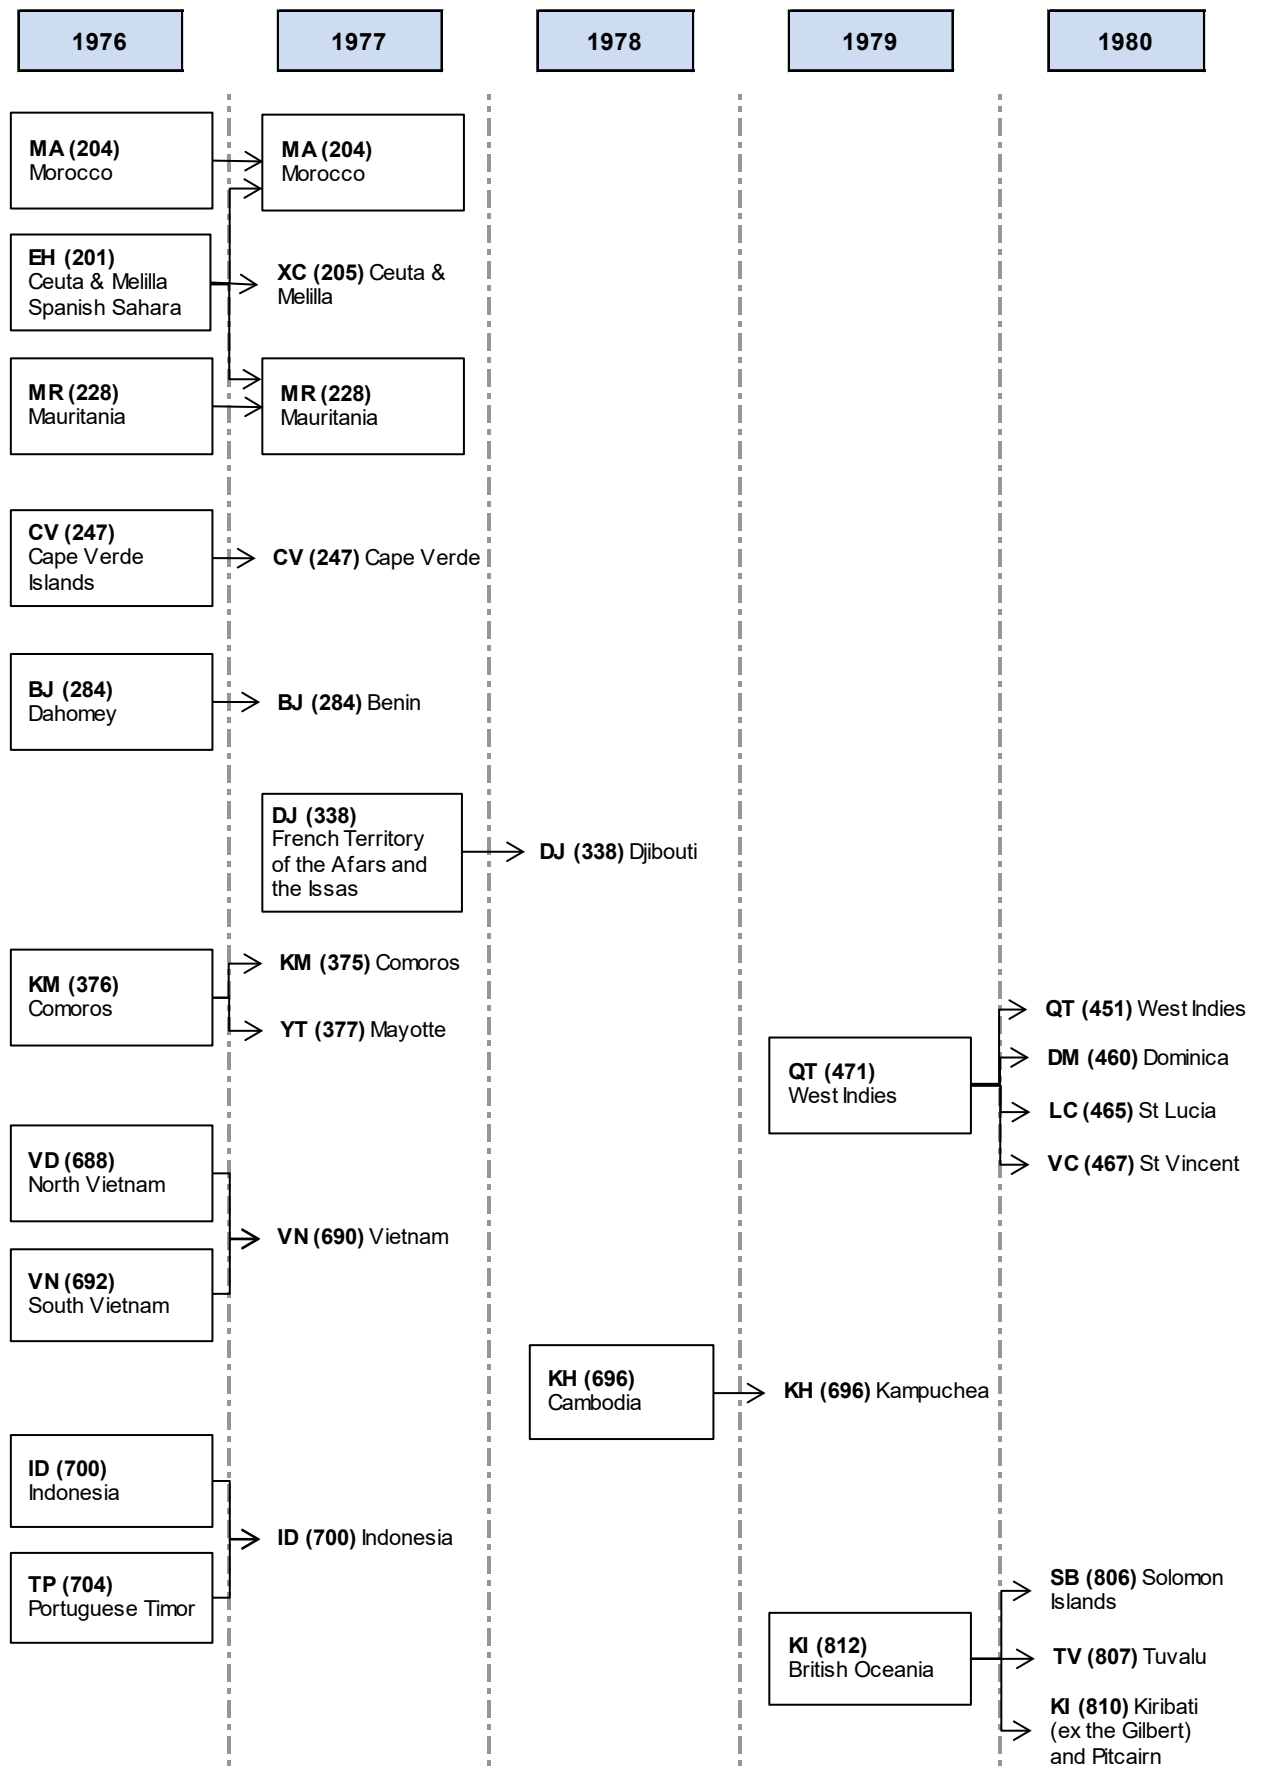 1976
1977
1978
1979
1980
MA (204)
Morocco
MA (204)
Morocco
EH (201)
Ceuta & Melilla
Spanish Sahara
XC (205) Ceuta &
Melilla
MR (228)
Mauritania
MR (228)
Mauritania
CV (247)
Cape Verde
Islands
CV (247) Cape Verde
BJ (284)
Dahomey
BJ (284) Benin
DJ (338)
French Territory
of the Afars and
the Issas
DJ (338) Djibouti
KM (376)
Comoros
KM (375) Comoros
YT (377) Mayotte
QT (471)
West Indies
QT (451) West Indies
DM (460) Dominica
LC (465) St Lucia
VC (467) St Vincent
VD (688)
North Vietnam
VN (692)
South Vietnam
VN (690) Vietnam
KH (696)
Cambodia
KH (696) Kampuchea
ID (700)
Indonesia
TP (704)
Portuguese Timor
ID (700) Indonesia
KI (812)
British Oceania
SB (806) Solomon
Islands
TV (807) Tuvalu
KI (810) Kiribati
(ex the Gilbert)
and Pitcairn